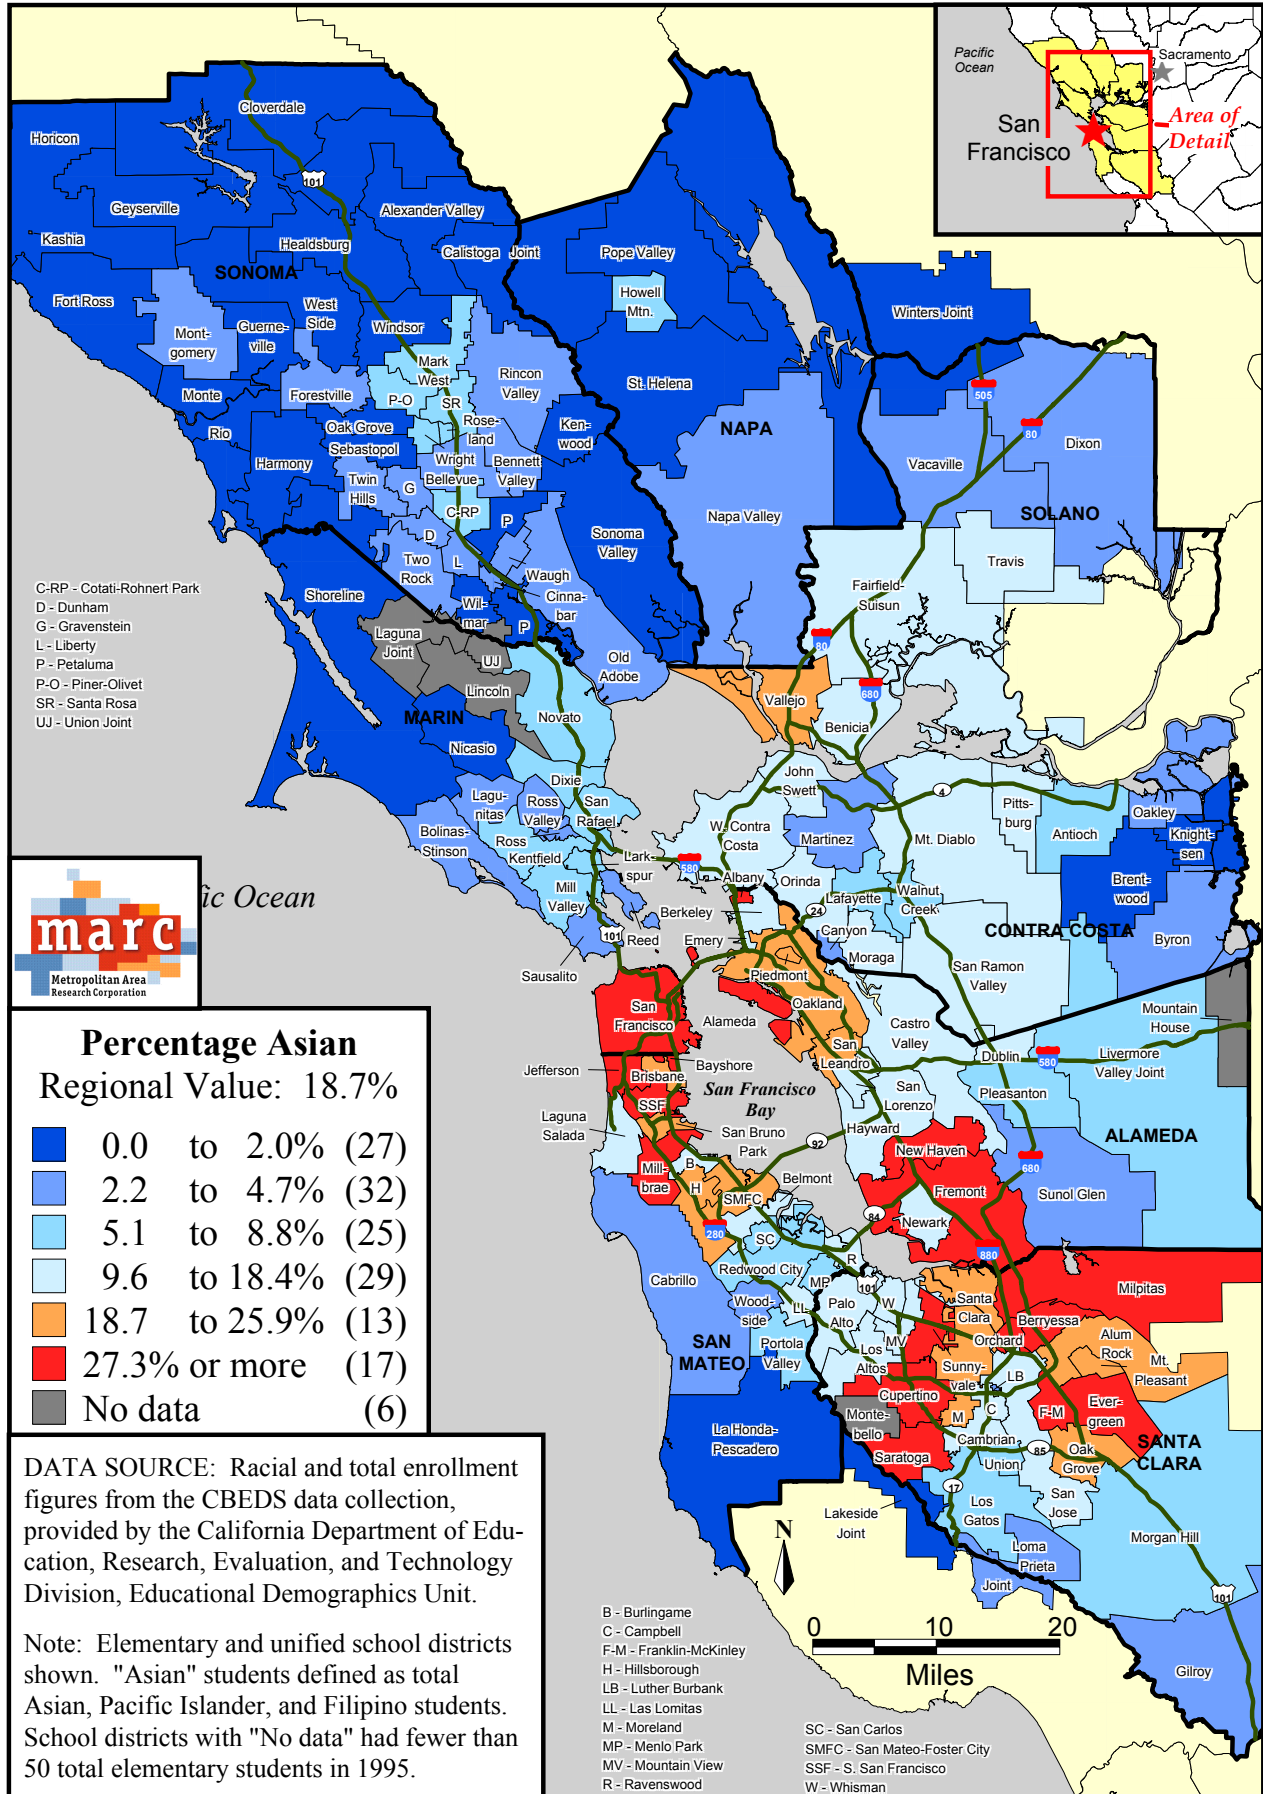 Pacific
Ocean
Sacramento
San
Francisco
Area of
Detail
Cloverdale
Horicon
101
Geyserville
Alexander Valley
Kashia
Healdsburg
Calistoga Joint
Pope Valley
SONOMA
Fort Ross
West
Side
Howell
Mtn.
Winters Joint
Mont-
gomery
Guerne-
ville
Windsor
Mark
West
Rincon
Valley
St. Helena
505
Monte
Forestville
P-O
SR
80
Rio
Oak Grove
Rose-
land
Ken-
wood
NAPA
Dixon
Harmony
Sebastopol
Wright
Bennett
Valley
Vacaville
Twin
Hills
G
Bellevue
C-RP
P
Napa Valley
SOLANO
D
Sonoma
Valley
Two
Rock
L
Travis
C-RP - Cotati-Rohnert Park
D - Dunham
G - Gravenstein
L - Liberty
P - Petaluma
P-O - Piner-Olivet
SR - Santa Rosa
UJ - Union Joint
Shoreline
Waugh
Cinna-
bar
Fairfield-
Suisun
Wil-
mar
P
Laguna
Joint
UJ
Old
Adobe
80
Lincoln
680
Vallejo
MARIN
Novato
Benicia
Nicasio
Dixie
John
Swett
4
Lagu-
nitas
Ross
Valley
San
Rafael
Pitts-
burg
Oakley
Bolinas-
Stinson
W. Contra
Costa
Martinez
Mt. Diablo
Antioch
Knight-
sen
Ross
Kentfield
Lark-
spur
580
Albany
Orinda
Brent-
wood
Mill
Valley
Lafayette
Walnut
Creek
fic Ocean
Berkeley
24
CONTRA COSTA
101
Reed
Emery
Canyon
Byron
marc
Metropolitan Area
Research Corporation
Sausalito
Piedmont
Moraga
San Ramon
Valley
San
Francisco
Alameda
Oakland
Castro
Valley
Mountain
House
San
Leandro
Dublin
580
Livermore
Valley Joint
Percentage Asian
Regional Value: 18.7%
0.0 to 2.0% (27)
2.2 to 4.7% (32)
5.1 to 8.8% (25)
9.6 to 18.4% (29)
18.7 to 25.9% (13)
27.3% or more (17)
No data (6)
Jefferson
Bayshore
Brisbane
San Francisco
Bay
San
Lorenzo
Pleasanton
SSF
Laguna
Salada
San Bruno
Park
92
Hayward
ALAMEDA
New Haven
680
Mill-
brae
B
H
Belmont
Fremont
Sunol Glen
SMFC
84
Newark
280
SC
R
880
Cabrillo
Redwood City
MP
101
Milpitas
Wood-
side
LL
Palo
Alto
W
Santa
Clara
Berryessa
SAN
MATEO
Portola
Valley
MV
Orchard
Alum
Rock
Los
Altos
Sunny-
vale
LB
Mt.
Pleasant
Cupertino
Monte-
bello
M
C
F-M
Ever-
green
La Honda-
Pescadero
Cambrian
85
Oak
Grove
SANTA
CLARA
Saratoga
Union
17
Los
Gatos
San
Jose
Lakeside
Joint
Morgan Hill
Loma
Prieta
Joint
101
Gilroy
DATA SOURCE: Racial and total enrollment
figures from the CBEDS data collection,
provided by the California Department of Edu-
cation, Research, Evaluation, and Technology
Division, Educational Demographics Unit.
Note: Elementary and unified school districts
shown. "Asian" students defined as total
Asian, Pacific Islander, and Filipino students.
School districts with "No data" had fewer than
50 total elementary students in 1995.
N
0 10 20
Miles
B - Burlingame
C - Campbell
F-M - Franklin-McKinley
H - Hillsborough
LB - Luther Burbank
LL - Las Lomitas
M - Moreland
MP - Menlo Park
MV - Mountain View
R - Ravenswood
SC - San Carlos
SMFC - San Mateo-Foster City
SSF - S. San Francisco
W - Whisman